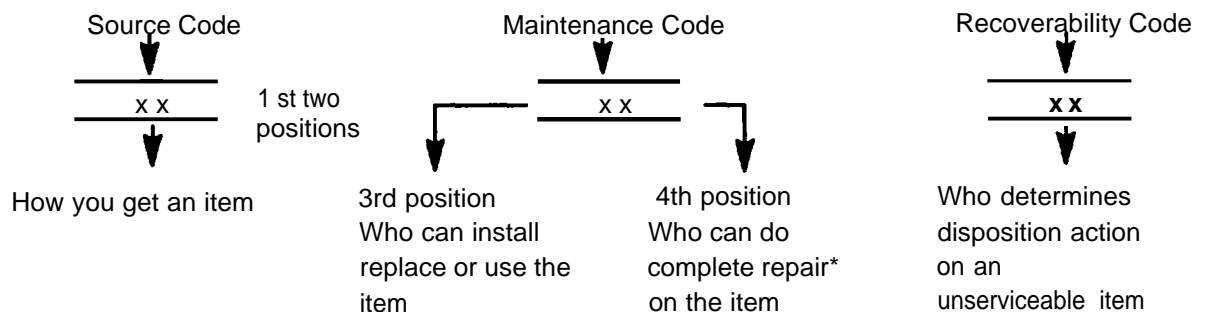 Source Code
x x
1 st two
positions
How you get an item
Maintenance Code
x x
3rd position
Who can install
replace or use the
item
4th position
Who can do
complete repair*
on the item
Recoverability Code
x x
Who determines
disposition action
on an
unserviceable item